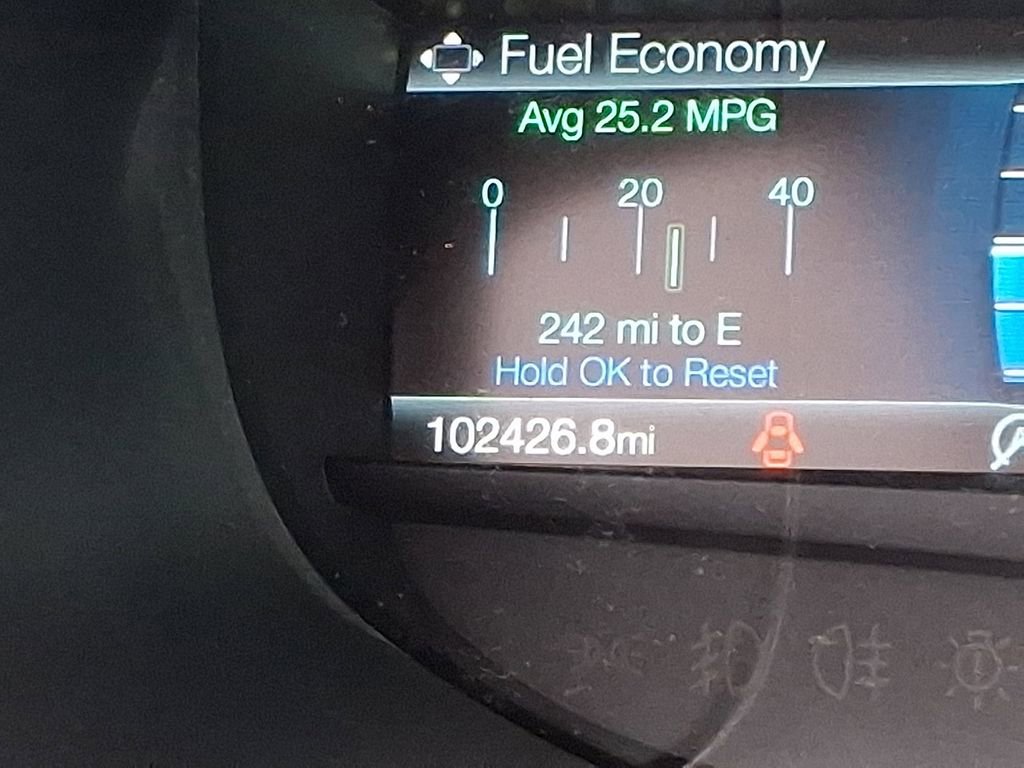 Fuel Economy
Avg 25.2 MPG
0 20 40
242 mi to E
Hold OK to Reset
102426.8mi